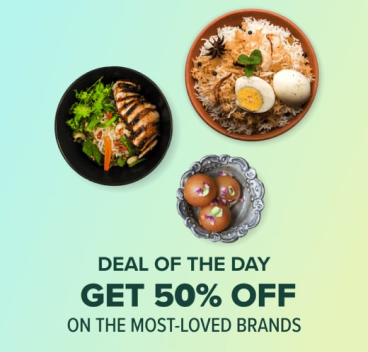 DEAL OF THE DAY
GET 50% OFF
ON THE MOST-LOVED BRANDS